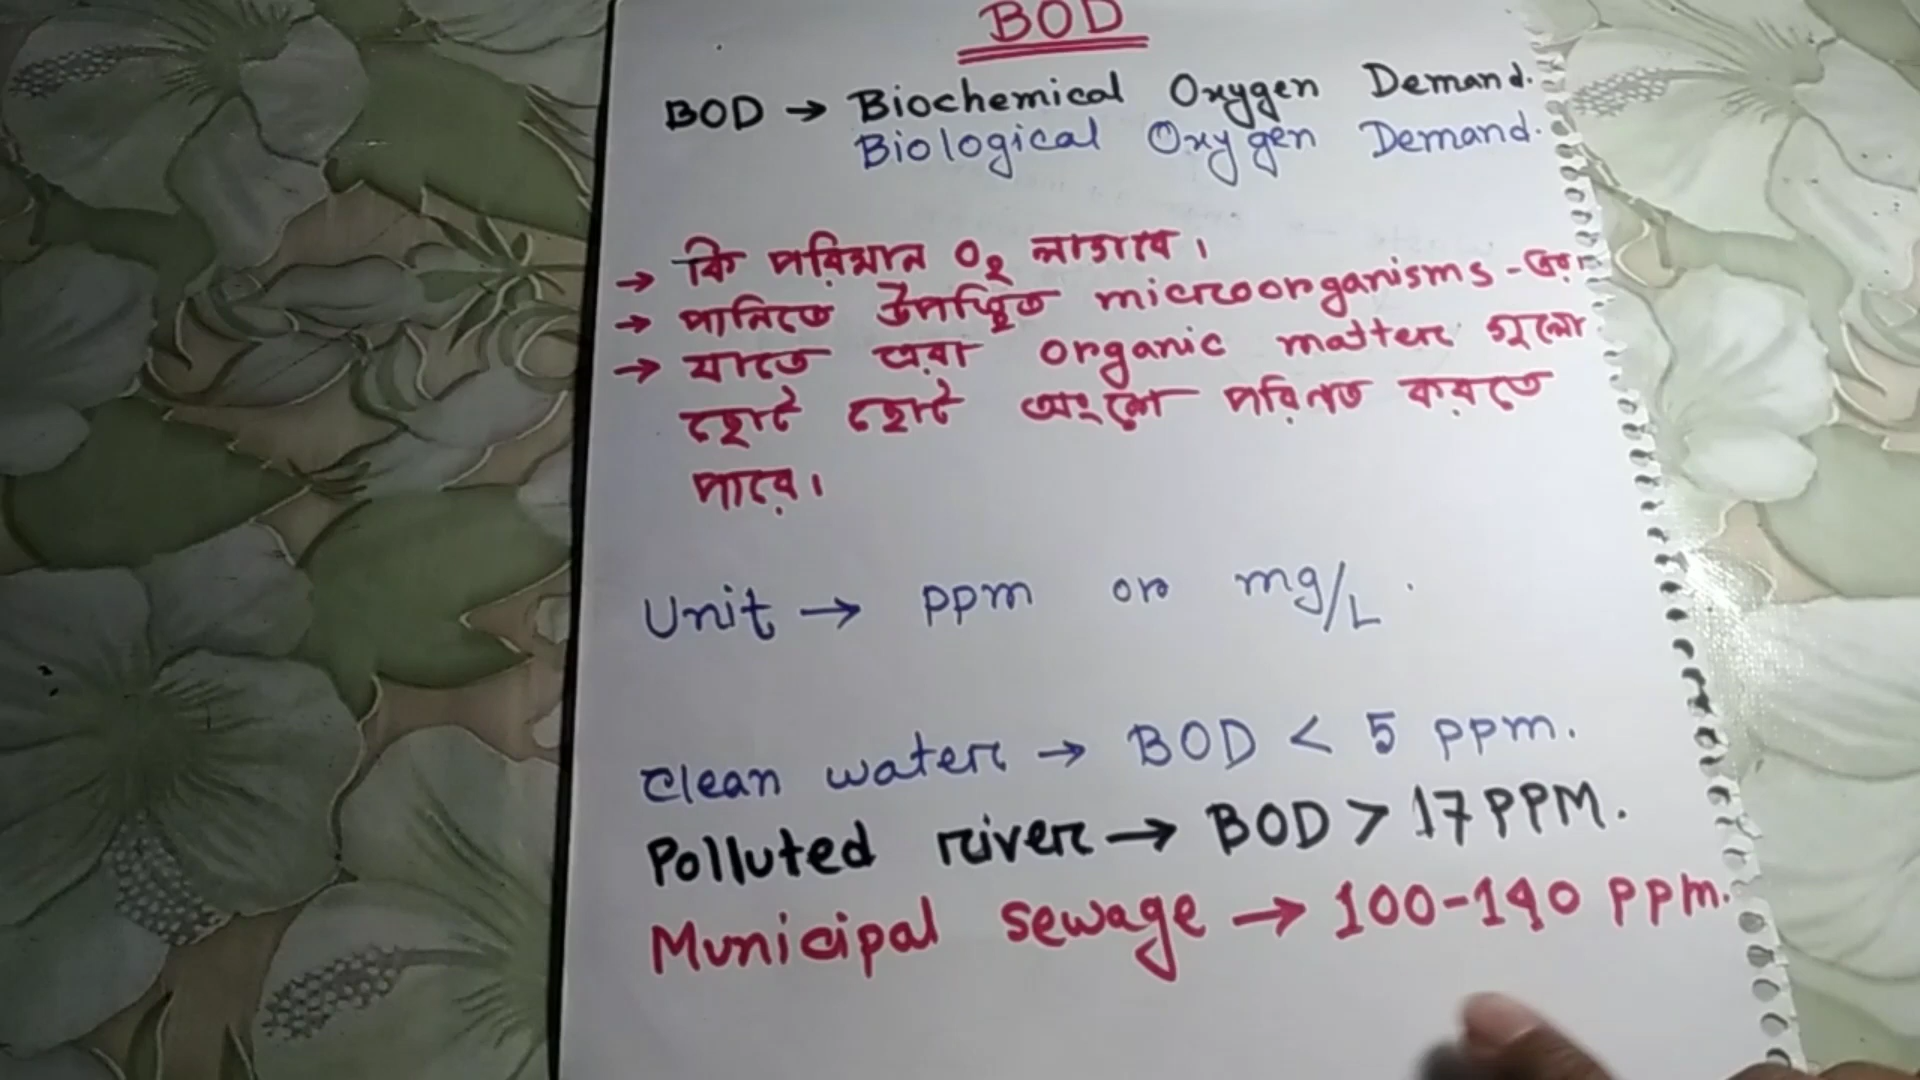 BOD
BOD → Biochemical Oxygen Demand.
Biological Oxygen Demand.
→ কি পরিমান O₂ লাগবে।
→ পানিতে উপস্থিত microorganisms-এর
→ যাতে এরা organic matter গুলো
ছোট ছোট অংশে পরিনত করতে
পারে।
Unit → ppm or mg/L.
Clean water → BOD < 5 ppm.
Polluted river → BOD > 17 PPM.
Municipal sewage → 100-140 ppm.